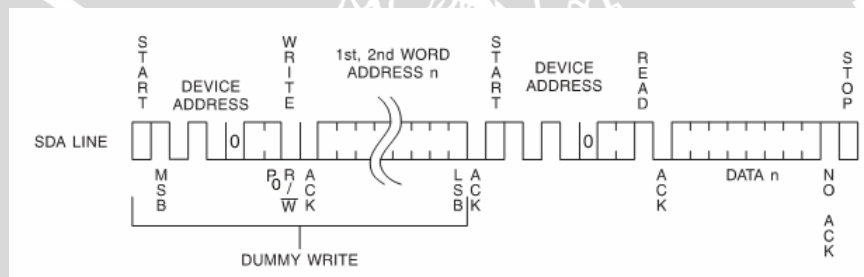 START
WRITE
1st, 2nd WORD
ADDRESS n
START
DEVICE
ADDRESS
READ
STOP
DEVICE
ADDRESS
SDA LINE
0
0
MSB
P0
R/W
ACK
LSB
ACK
ACK
DATA n
NO ACK
DUMMY WRITE